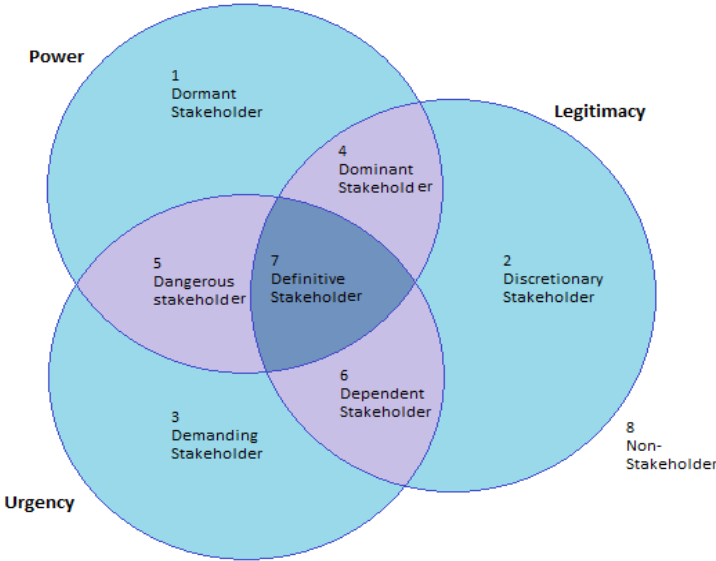 Power
1
Dormant
Stakeholder
Legitimacy
4
Dominant
Stakeholder
5
Dangerous
stakeholder
7
Definitive
Stakeholder
2
Discretionary
Stakeholder
6
Dependent
Stakeholder
3
Demanding
Stakeholder
8
Non-
Stakeholder
Urgency